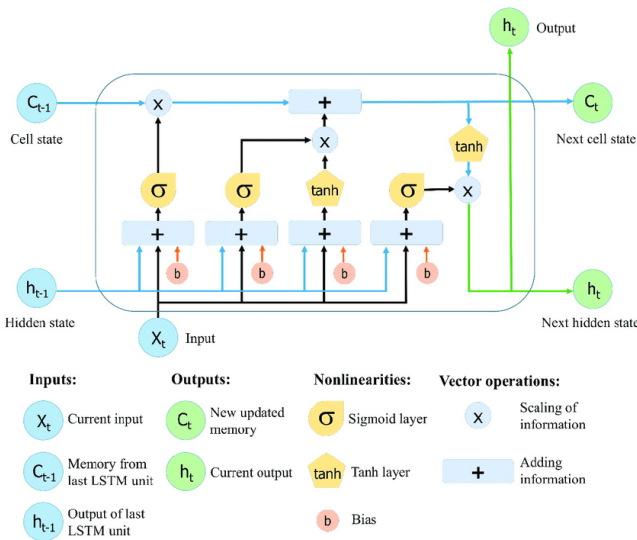 hₜ
Output
Cₜ₋₁
x
+
Cₜ
Cell state
Next cell state
x
tanh
σ
σ
tanh
σ
x
+
+
+
+
b
b
b
b
hₜ₋₁
hₜ
Hidden state
Next hidden state
Xₜ
Input
Inputs:
Outputs:
Nonlinearities:
Vector operations:
Xₜ
Current input
Cₜ
New updated
memory
σ
Sigmoid layer
x
Scaling of
information
Cₜ₋₁
Memory from
last LSTM unit
hₜ
Current output
tanh
Tanh layer
+
Adding
information
hₜ₋₁
Output of last
LSTM unit
b
Bias